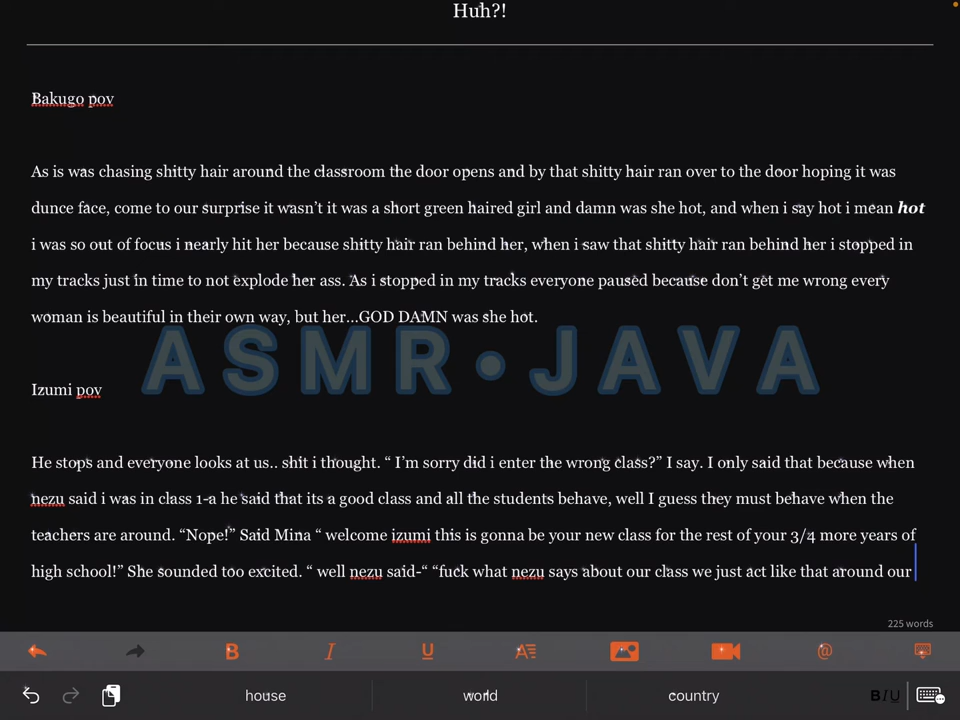 Huh?!
Bakugo pov
As is was chasing shitty hair around the classroom the door opens and by that shitty hair ran over to the door hoping it was
dunce face, come to our surprise it wasn’t it was a short green haired girl and damn was she hot, and when i say hot i mean hot
i was so out of focus i nearly hit her because shitty hair ran behind her, when i saw that shitty hair ran behind her i stopped in
my tracks just in time to not explode her ass. As i stopped in my tracks everyone paused because don’t get me wrong every
woman is beautiful in their own way, but her...GOD DAMN was she hot.
ASMR•JAVA
Izumi pov
He stops and everyone looks at us.. shit i thought. “ I’m sorry did i enter the wrong class?” I say. I only said that because when
nezu said i was in class 1-a he said that its a good class and all the students behave, well I guess they must behave when the
teachers are around. “Nope!” Said Mina “ welcome izumi this is gonna be your new class for the rest of your 3/4 more years of
high school!” She sounded too excited. “ well nezu said-“ “fuck what nezu says about our class we just act like that around our
225 words
B I U A @
house world country BIU